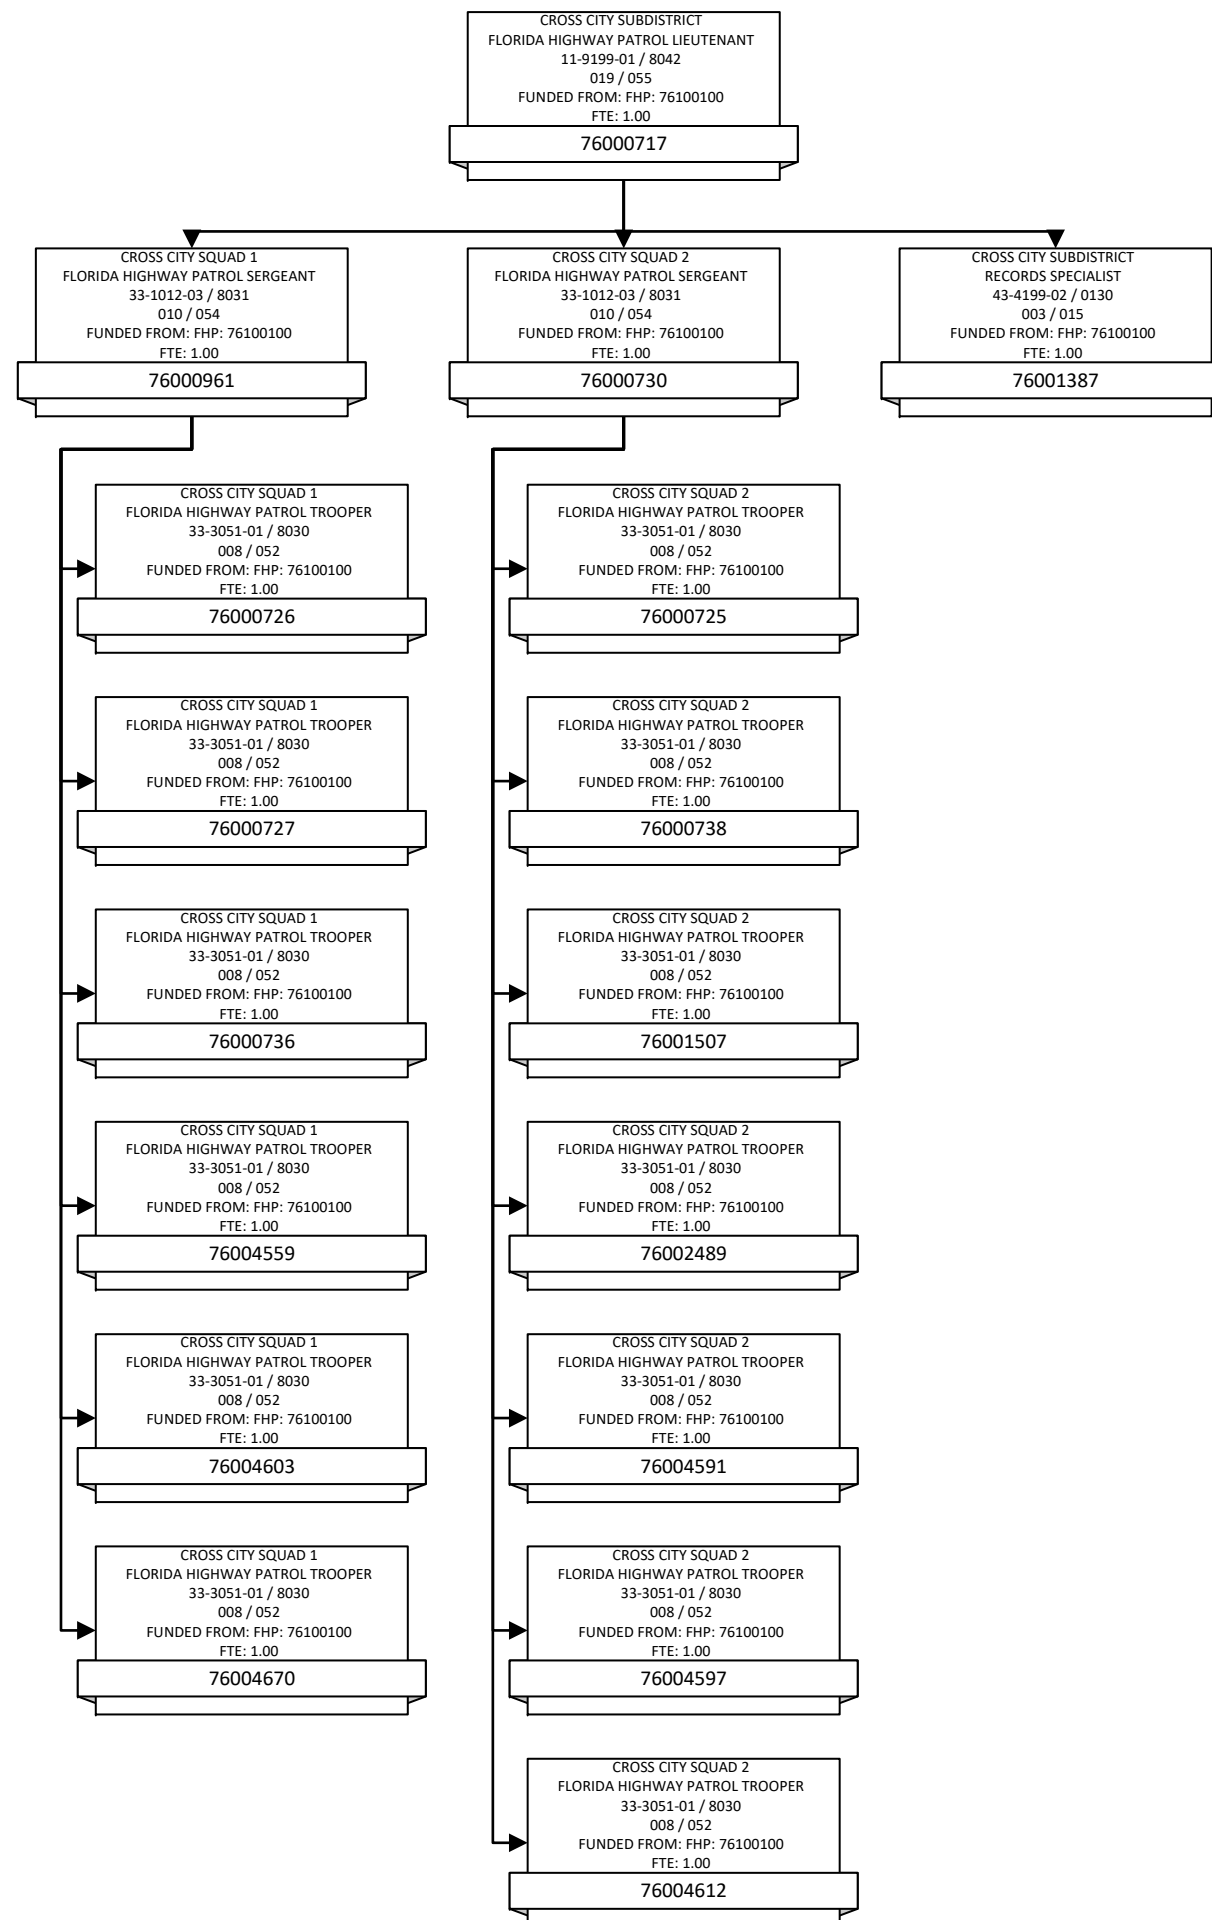 CROSS CITY SUBDISTRICT
FLORIDA HIGHWAY PATROL LIEUTENANT
11-9199-01 / 8042
019 / 055
FUNDED FROM: FHP: 76100100
FTE: 1.00
76000717
CROSS CITY SQUAD 1
FLORIDA HIGHWAY PATROL SERGEANT
33-1012-03 / 8031
010 / 054
FUNDED FROM: FHP: 76100100
FTE: 1.00
76000961
CROSS CITY SQUAD 2
FLORIDA HIGHWAY PATROL SERGEANT
33-1012-03 / 8031
010 / 054
FUNDED FROM: FHP: 76100100
FTE: 1.00
76000730
CROSS CITY SUBDISTRICT
RECORDS SPECIALIST
43-4199-02 / 0130
003 / 015
FUNDED FROM: FHP: 76100100
FTE: 1.00
76001387
CROSS CITY SQUAD 1
FLORIDA HIGHWAY PATROL TROOPER
33-3051-01 / 8030
008 / 052
FUNDED FROM: FHP: 76100100
FTE: 1.00
76000726
CROSS CITY SQUAD 1
FLORIDA HIGHWAY PATROL TROOPER
33-3051-01 / 8030
008 / 052
FUNDED FROM: FHP: 76100100
FTE: 1.00
76000727
CROSS CITY SQUAD 1
FLORIDA HIGHWAY PATROL TROOPER
33-3051-01 / 8030
008 / 052
FUNDED FROM: FHP: 76100100
FTE: 1.00
76000736
CROSS CITY SQUAD 1
FLORIDA HIGHWAY PATROL TROOPER
33-3051-01 / 8030
008 / 052
FUNDED FROM: FHP: 76100100
FTE: 1.00
76004559
CROSS CITY SQUAD 1
FLORIDA HIGHWAY PATROL TROOPER
33-3051-01 / 8030
008 / 052
FUNDED FROM: FHP: 76100100
FTE: 1.00
76004603
CROSS CITY SQUAD 1
FLORIDA HIGHWAY PATROL TROOPER
33-3051-01 / 8030
008 / 052
FUNDED FROM: FHP: 76100100
FTE: 1.00
76004670
CROSS CITY SQUAD 2
FLORIDA HIGHWAY PATROL TROOPER
33-3051-01 / 8030
008 / 052
FUNDED FROM: FHP: 76100100
FTE: 1.00
76000725
CROSS CITY SQUAD 2
FLORIDA HIGHWAY PATROL TROOPER
33-3051-01 / 8030
008 / 052
FUNDED FROM: FHP: 76100100
FTE: 1.00
76000738
CROSS CITY SQUAD 2
FLORIDA HIGHWAY PATROL TROOPER
33-3051-01 / 8030
008 / 052
FUNDED FROM: FHP: 76100100
FTE: 1.00
76001507
CROSS CITY SQUAD 2
FLORIDA HIGHWAY PATROL TROOPER
33-3051-01 / 8030
008 / 052
FUNDED FROM: FHP: 76100100
FTE: 1.00
76002489
CROSS CITY SQUAD 2
FLORIDA HIGHWAY PATROL TROOPER
33-3051-01 / 8030
008 / 052
FUNDED FROM: FHP: 76100100
FTE: 1.00
76004591
CROSS CITY SQUAD 2
FLORIDA HIGHWAY PATROL TROOPER
33-3051-01 / 8030
008 / 052
FUNDED FROM: FHP: 76100100
FTE: 1.00
76004597
CROSS CITY SQUAD 2
FLORIDA HIGHWAY PATROL TROOPER
33-3051-01 / 8030
008 / 052
FUNDED FROM: FHP: 76100100
FTE: 1.00
76004612